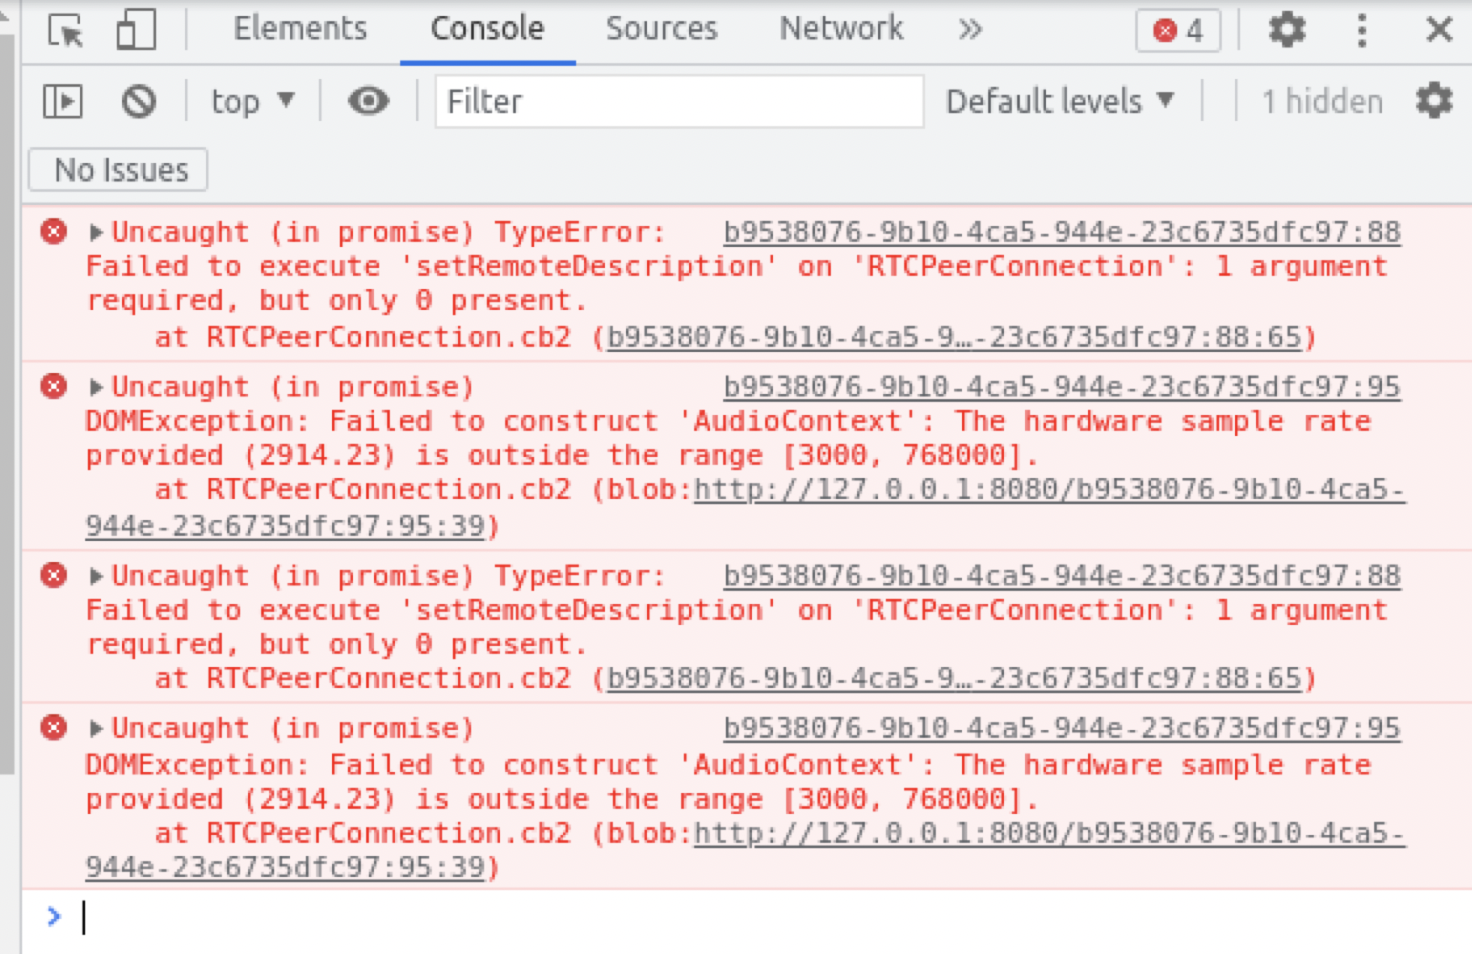 Elements Console Sources Network » 4
top Filter Default levels 1 hidden
No Issues
Uncaught (in promise) TypeError: b9538076-9b10-4ca5-944e-23c6735dfc97:88
Failed to execute 'setRemoteDescription' on 'RTCPeerConnection': 1 argument
required, but only 0 present.
at RTCPeerConnection.cb2 (b9538076-9b10-4ca5-9…-23c6735dfc97:88:65)
Uncaught (in promise) b9538076-9b10-4ca5-944e-23c6735dfc97:95
DOMException: Failed to construct 'AudioContext': The hardware sample rate
provided (2914.23) is outside the range [3000, 768000].
at RTCPeerConnection.cb2 (blob:http://127.0.0.1:8080/b9538076-9b10-4ca5-
944e-23c6735dfc97:95:39)
Uncaught (in promise) TypeError: b9538076-9b10-4ca5-944e-23c6735dfc97:88
Failed to execute 'setRemoteDescription' on 'RTCPeerConnection': 1 argument
required, but only 0 present.
at RTCPeerConnection.cb2 (b9538076-9b10-4ca5-9…-23c6735dfc97:88:65)
Uncaught (in promise) b9538076-9b10-4ca5-944e-23c6735dfc97:95
DOMException: Failed to construct 'AudioContext': The hardware sample rate
provided (2914.23) is outside the range [3000, 768000].
at RTCPeerConnection.cb2 (blob:http://127.0.0.1:8080/b9538076-9b10-4ca5-
944e-23c6735dfc97:95:39)